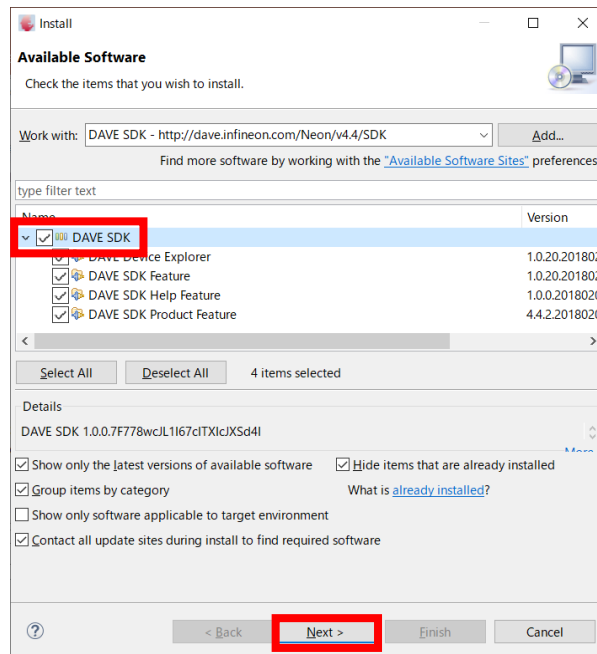 Install
Available Software
Check the items that you wish to install.
Work with: DAVE SDK - http://dave.infineon.com/Neon/v4.4/SDK Add...
Find more software by working with the "Available Software Sites" preferences
type filter text
Name Version
DAVE SDK
DAVE Device Explorer 1.0.20.201802
DAVE SDK Feature 1.0.20.201802
DAVE SDK Help Feature 1.0.0.2018020
DAVE SDK Product Feature 4.4.2.2018020
Select All Deselect All 4 items selected
Details
DAVE SDK 1.0.0.7F778wcJL1I67cITXIcJXSd4I
More...
Show only the latest versions of available software Hide items that are already installed
Group items by category What is already installed?
Show only software applicable to target environment
Contact all update sites during install to find required software
< Back Next > Finish Cancel